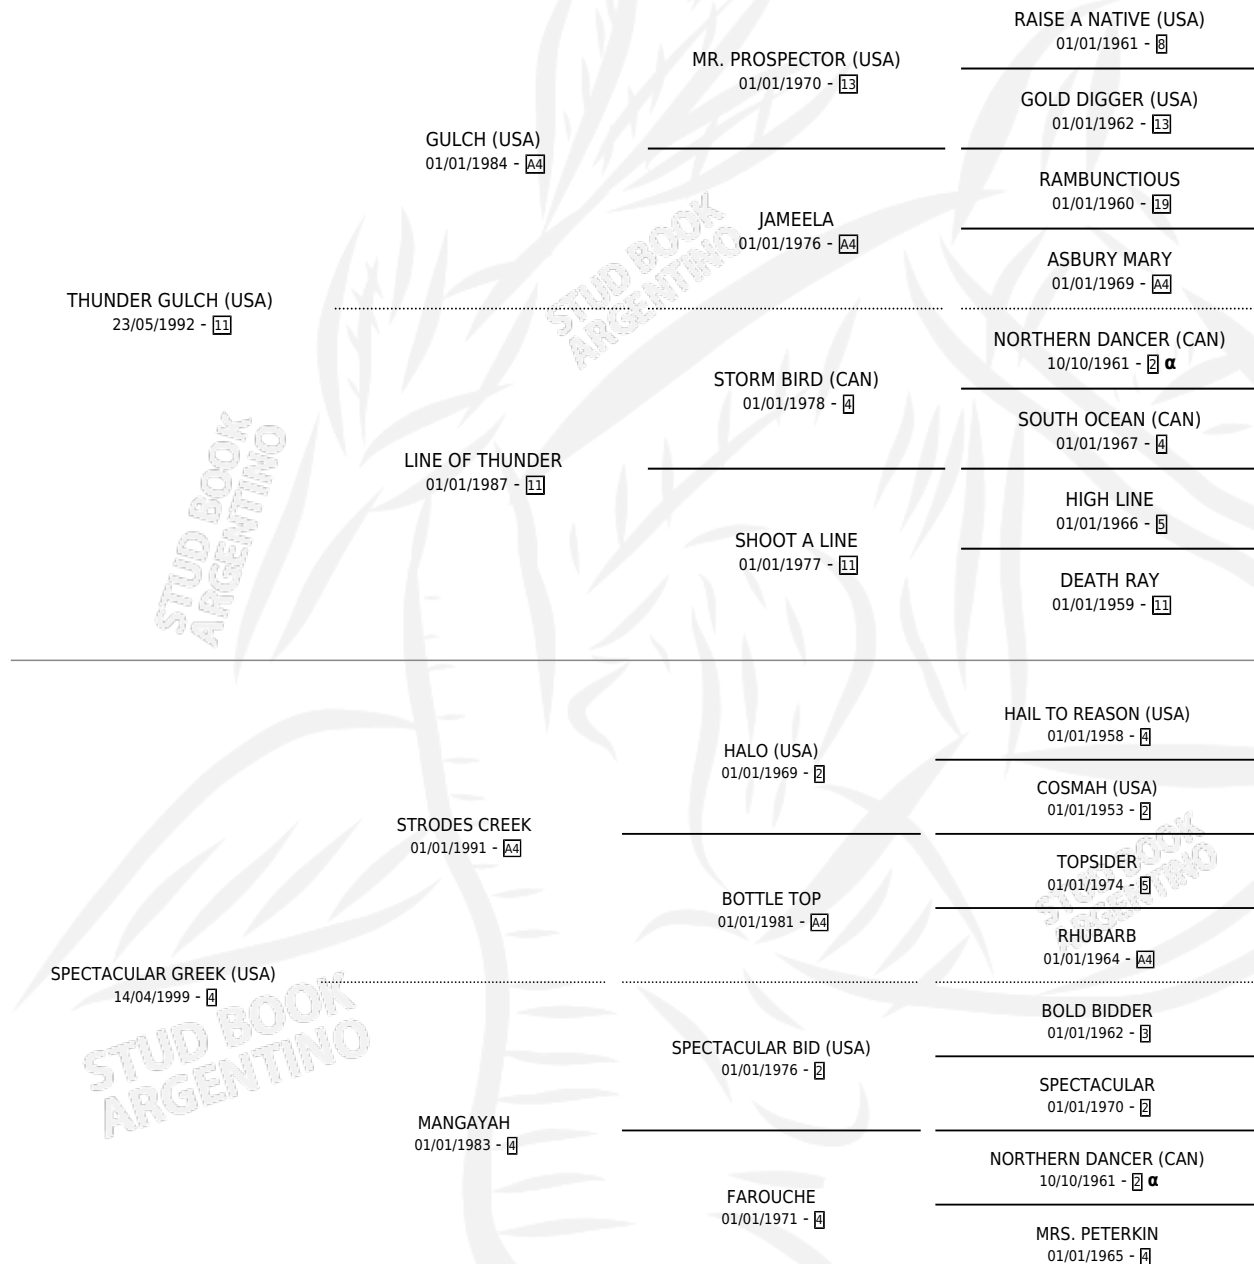 RAISE A NATIVE (USA)
01/01/1961 - 8
MR. PROSPECTOR (USA)
01/01/1970 - 13
GOLD DIGGER (USA)
01/01/1962 - 13
GULCH (USA)
01/01/1984 - A4
RAMBUNCTIOUS
01/01/1960 - 19
JAMEELA
01/01/1976 - A4
ASBURY MARY
01/01/1969 - A4
THUNDER GULCH (USA)
23/05/1992 - 11
NORTHERN DANCER (CAN)
10/10/1961 - 2 α
STORM BIRD (CAN)
01/01/1978 - 4
SOUTH OCEAN (CAN)
01/01/1967 - 4
LINE OF THUNDER
01/01/1987 - 11
HIGH LINE
01/01/1966 - 5
SHOOT A LINE
01/01/1977 - 11
DEATH RAY
01/01/1959 - 11
HAIL TO REASON (USA)
01/01/1958 - 4
HALO (USA)
01/01/1969 - 2
COSMAH (USA)
01/01/1953 - 2
STRODES CREEK
01/01/1991 - A4
TOPSIDER
01/01/1974 - 5
BOTTLE TOP
01/01/1981 - A4
RHUBARB
01/01/1964 - A4
SPECTACULAR GREEK (USA)
14/04/1999 - 4
BOLD BIDDER
01/01/1962 - 3
SPECTACULAR BID (USA)
01/01/1976 - 2
SPECTACULAR
01/01/1970 - 2
MANGAYAH
01/01/1983 - 4
NORTHERN DANCER (CAN)
10/10/1961 - 2 α
FAROUCHE
01/01/1971 - 4
MRS. PETERKIN
01/01/1965 - 4
STUD BOOK
ARGENTINO
STUD BOOK
ARGENTINO
STUD BOOK
ARGENTINO
STUD BOOK
ARGENTINO